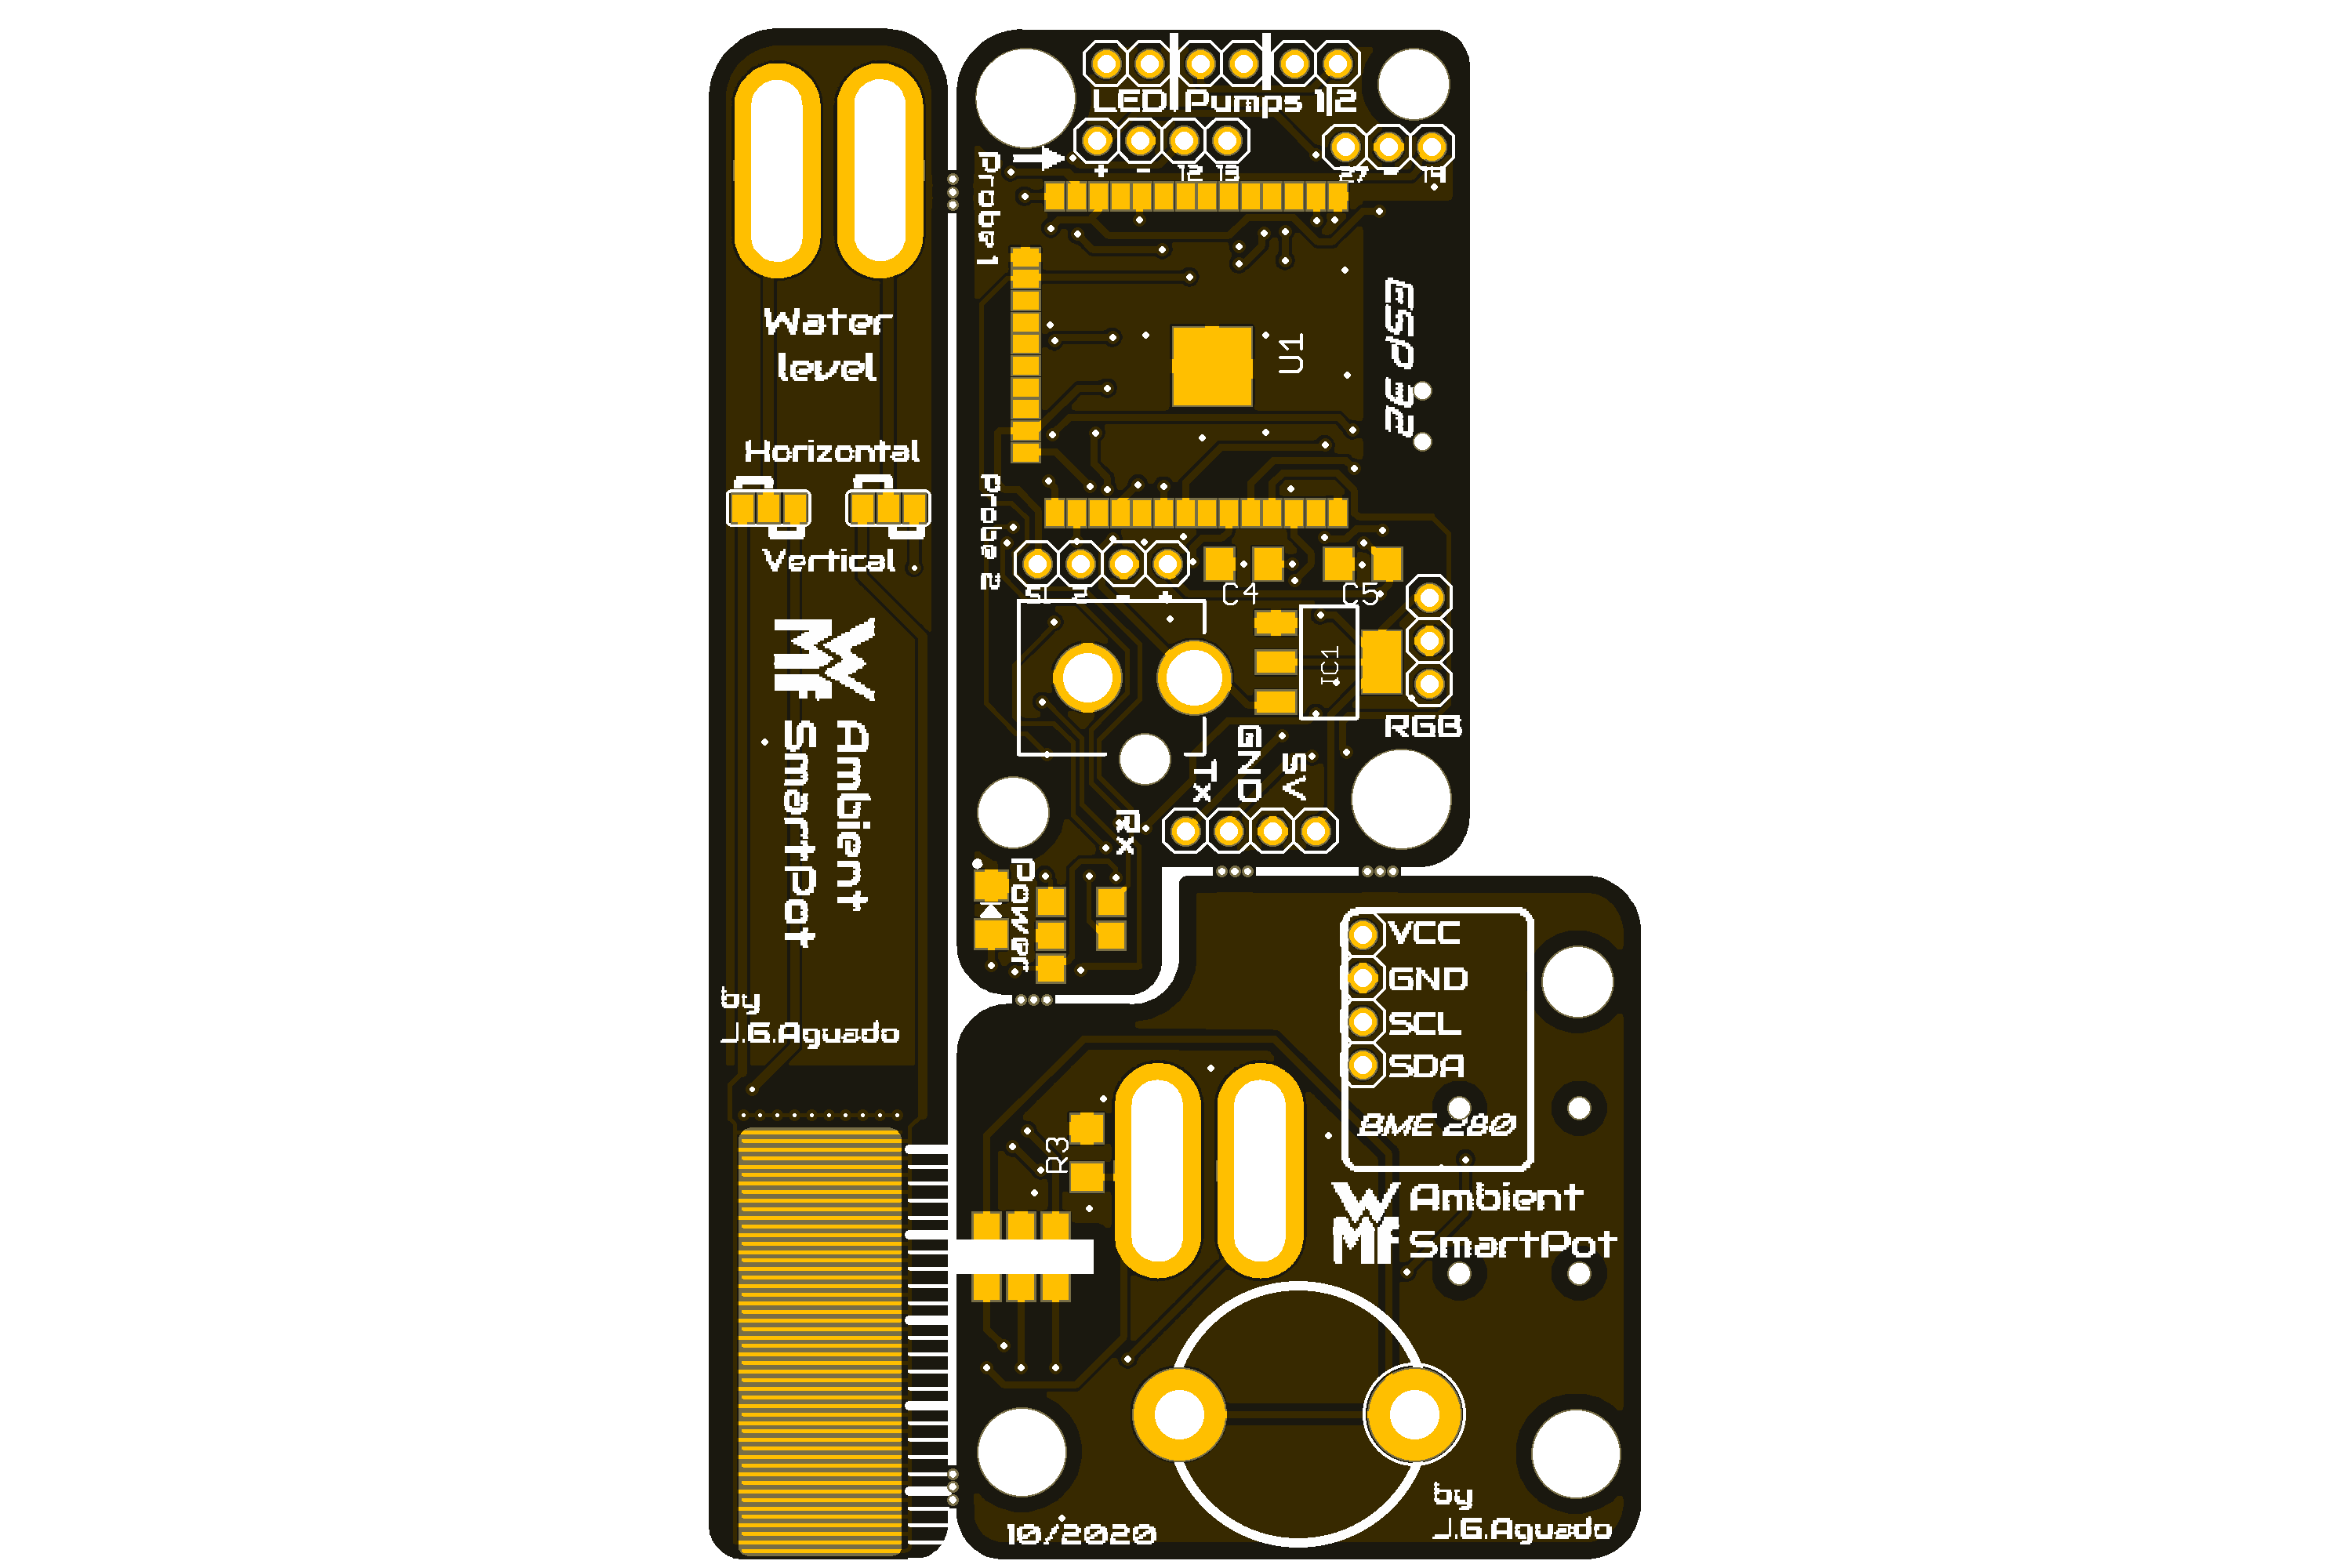 Water
level
Horizontal
Vertical
WMf
Ambient
SmartPot
by
J.G.Aguado
LED Pumps 1|2
+ - 12 13
27 - 14
Probe 1
ESP 32
U1
Probe 2
- +
C4
C5
IC1
RGB
5V
GND
Tx
Rx
Power
VCC
GND
SCL
SDA
BME 280
R3
WMf
Ambient
SmartPot
by
J.G.Aguado
10/2020